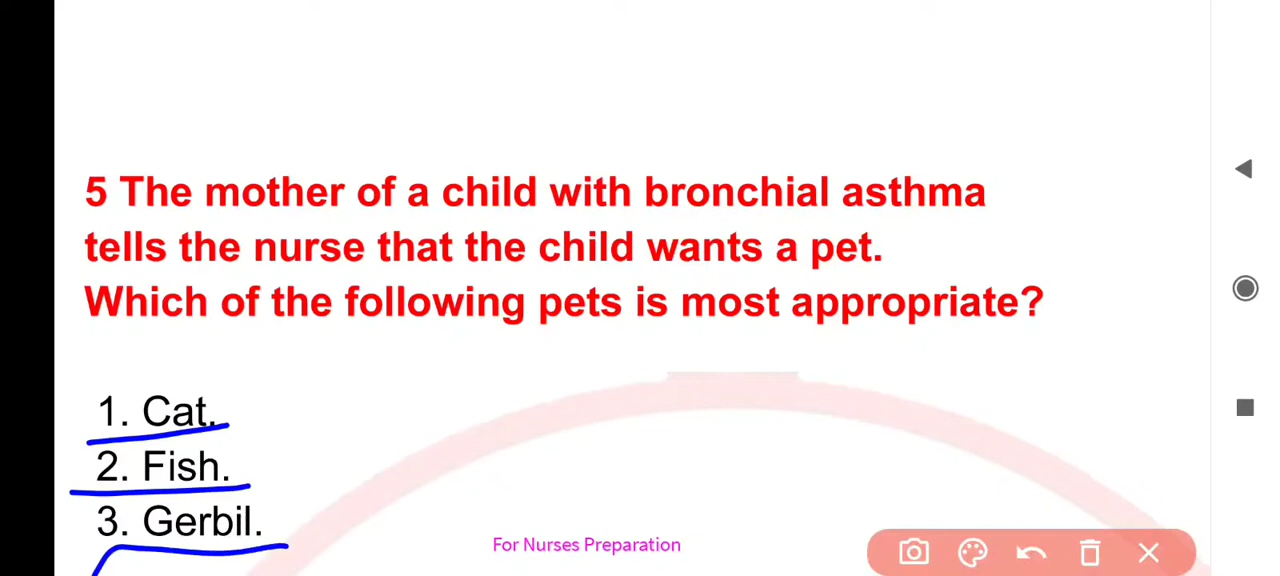 5 The mother of a child with bronchial asthma
tells the nurse that the child wants a pet.
Which of the following pets is most appropriate?
1. Cat.
2. Fish.
3. Gerbil.
For Nurses Preparation